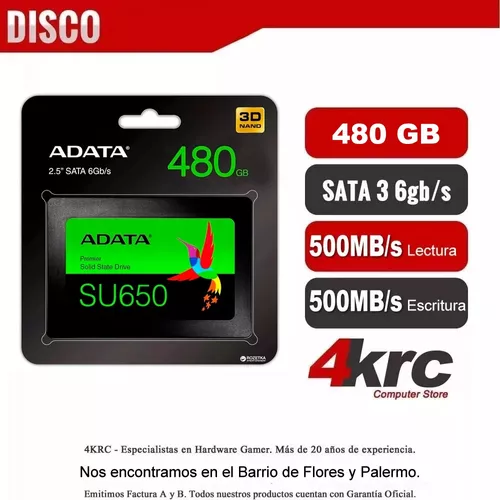 DISCO
3D
NAND
ADATA
2.5" SATA 6Gb/s
480GB
ADATA
Premier
Solid State Drive
SU650
ROZETKA
480 GB
SATA 3 6gb/s
500MB/s Lectura
500MB/s Escritura
4krc
Computer Store
4KRC - Especialistas en Hardware Gamer. Más de 20 años de experiencia.
Nos encontramos en el Barrio de Flores y Palermo.
Emitimos Factura A y B. Todos nuestros productos cuentan con Garantía Oficial.